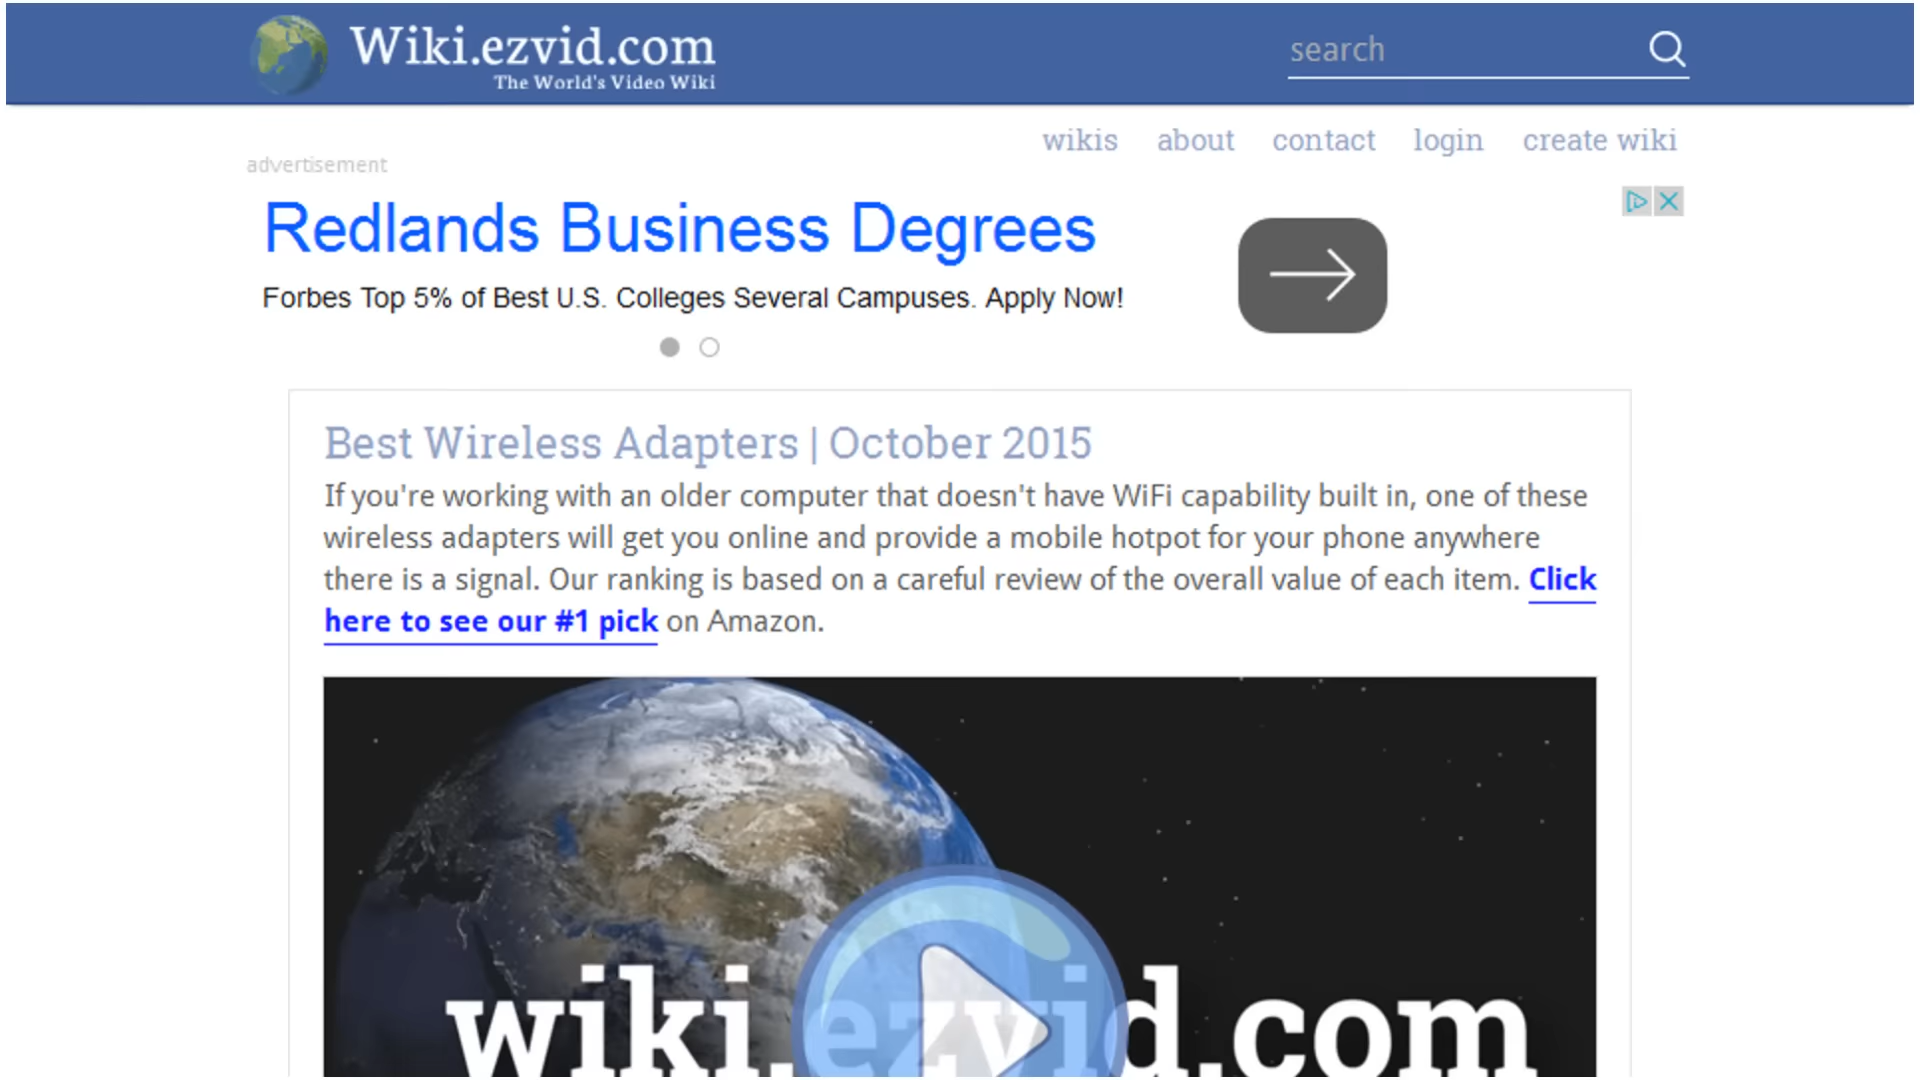 Wiki.ezvid.com
The World's Video Wiki
search
wikis about contact login create wiki
advertisement
Redlands Business Degrees
Forbes Top 5% of Best U.S. Colleges Several Campuses. Apply Now!
Best Wireless Adapters | October 2015
If you're working with an older computer that doesn't have WiFi capability built in, one of these
wireless adapters will get you online and provide a mobile hotpot for your phone anywhere
there is a signal. Our ranking is based on a careful review of the overall value of each item. Click
here to see our #1 pick on Amazon.
wiki.ezvid.com